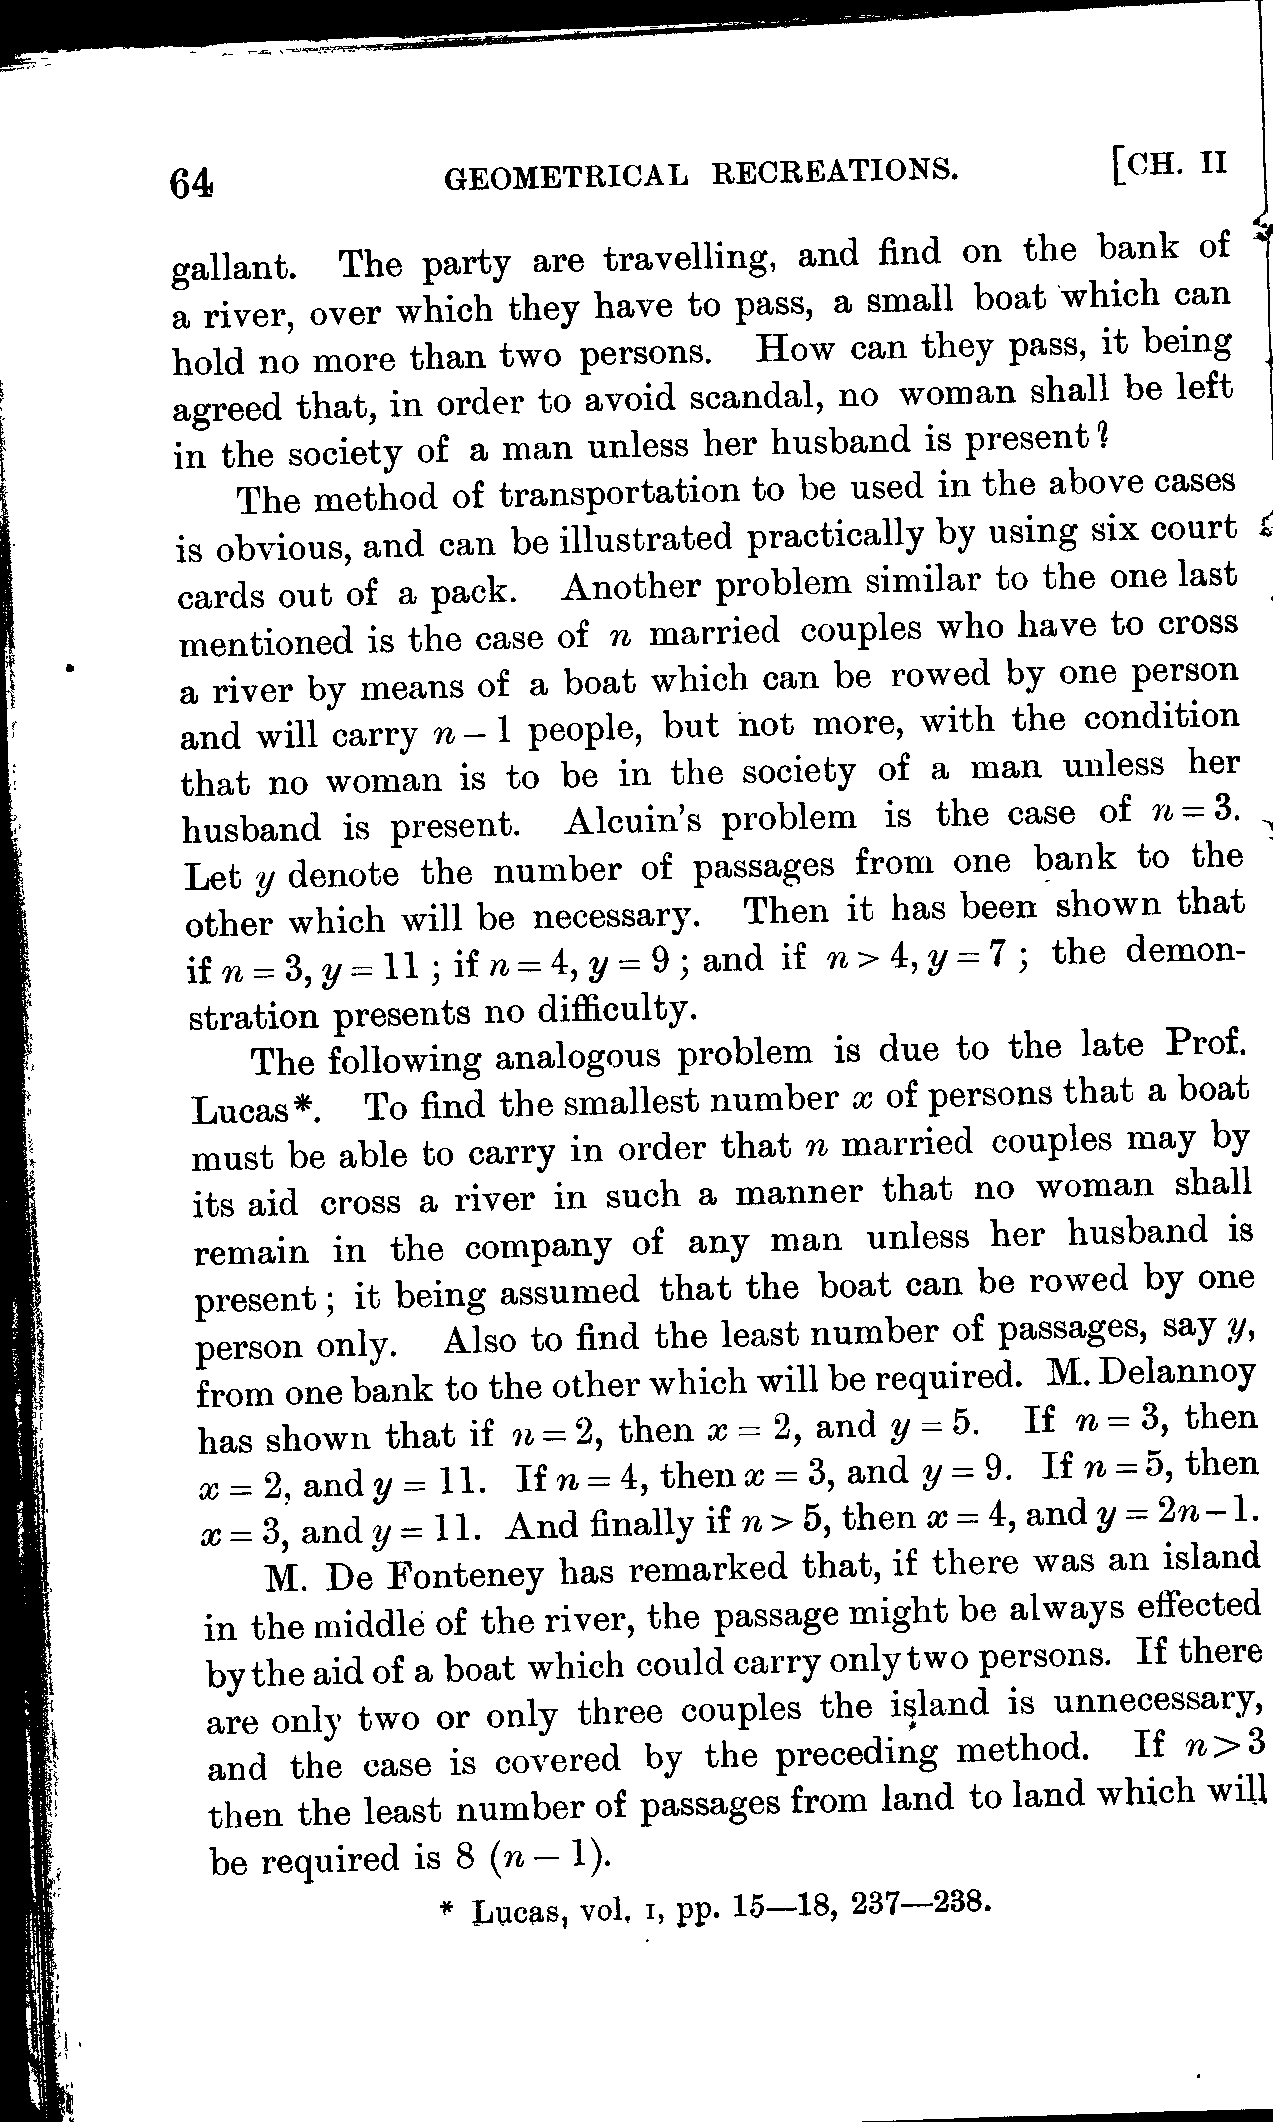 64 GEOMETRICAL RECREATIONS. [CH. II
gallant. The party are travelling, and find on the bank of
a river, over which they have to pass, a small boat which can
hold no more than two persons. How can they pass, it being
agreed that, in order to avoid scandal, no woman shall be left
in the society of a man unless her husband is present?
The method of transportation to be used in the above cases
is obvious, and can be illustrated practically by using six court
cards out of a pack. Another problem similar to the one last
mentioned is the case of n married couples who have to cross
a river by means of a boat which can be rowed by one person
and will carry n – 1 people, but not more, with the condition
that no woman is to be in the society of a man unless her
husband is present. Alcuin's problem is the case of n = 3.
Let y denote the number of passages from one bank to the
other which will be necessary. Then it has been shown that
if n = 3, y = 11 ; if n = 4, y = 9 ; and if n > 4, y = 7 ; the demon-
stration presents no difficulty.
The following analogous problem is due to the late Prof.
Lucas*. To find the smallest number x of persons that a boat
must be able to carry in order that n married couples may by
its aid cross a river in such a manner that no woman shall
remain in the company of any man unless her husband is
present ; it being assumed that the boat can be rowed by one
person only. Also to find the least number of passages, say y,
from one bank to the other which will be required. M. Delannoy
has shown that if n = 2, then x = 2, and y = 5. If n = 3, then
x = 2, and y = 11. If n = 4, then x = 3, and y = 9. If n = 5, then
x = 3, and y = 11. And finally if n > 5, then x = 4, and y = 2n – 1.
M. De Fonteney has remarked that, if there was an island
in the middle of the river, the passage might be always effected
by the aid of a boat which could carry only two persons. If there
are only two or only three couples the island is unnecessary,
and the case is covered by the preceding method. If n > 3
then the least number of passages from land to land which will
be required is 8 (n – 1).
* Lucas, vol. I, pp. 15—18, 237—238.